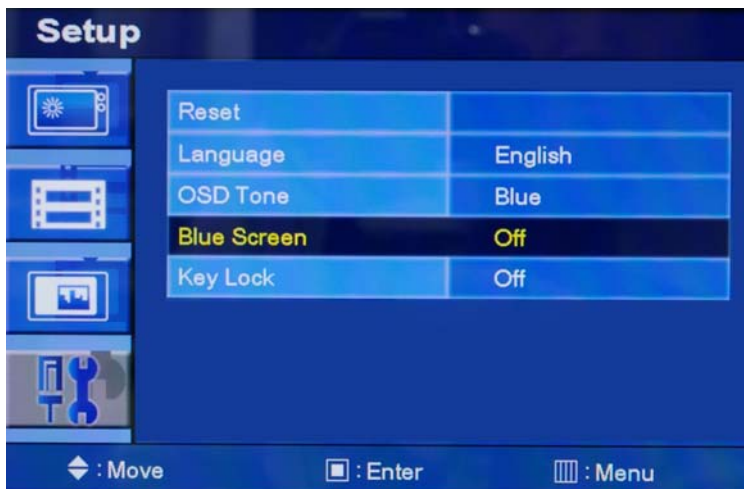 Setup
Reset
Language English
OSD Tone Blue
Blue Screen Off
Key Lock Off
: Move : Enter : Menu